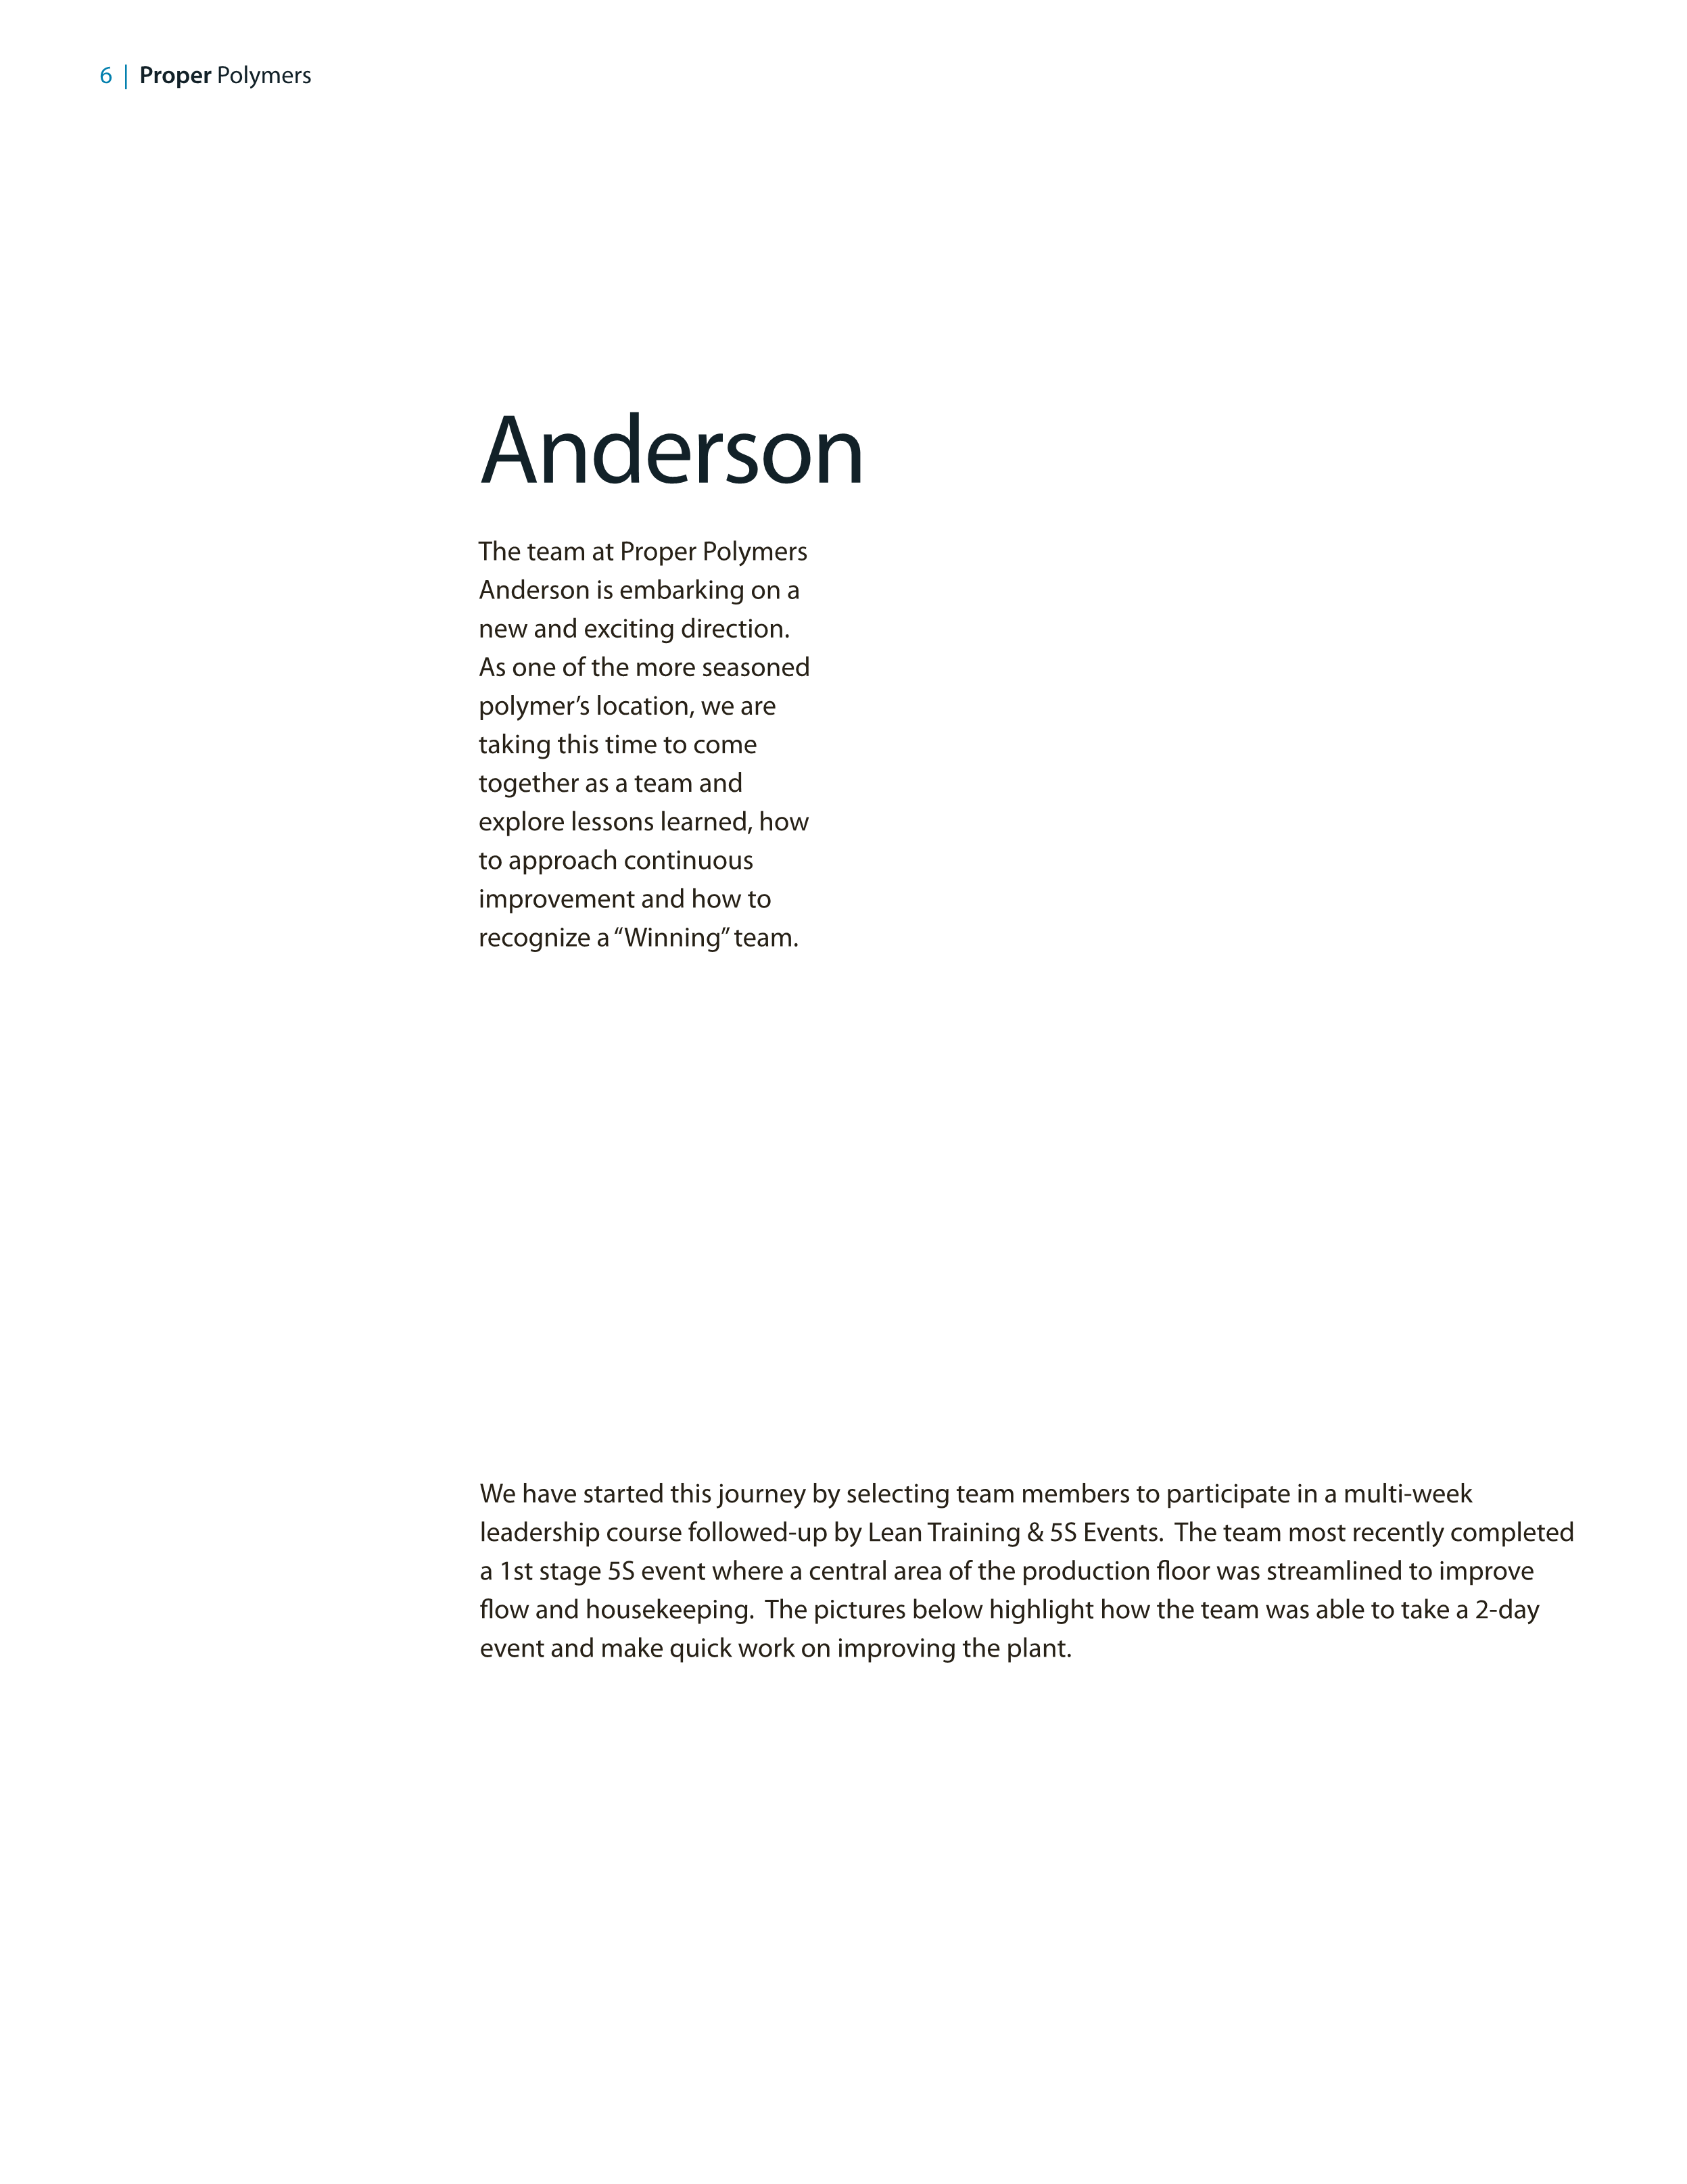 6 | Proper Polymers
Anderson
The team at Proper Polymers
Anderson is embarking on a
new and exciting direction.
As one of the more seasoned
polymer’s location, we are
taking this time to come
together as a team and
explore lessons learned, how
to approach continuous
improvement and how to
recognize a “Winning” team.
We have started this journey by selecting team members to participate in a multi-week
leadership course followed-up by Lean Training & 5S Events.  The team most recently completed
a 1st stage 5S event where a central area of the production floor was streamlined to improve
flow and housekeeping.  The pictures below highlight how the team was able to take a 2-day
event and make quick work on improving the plant.